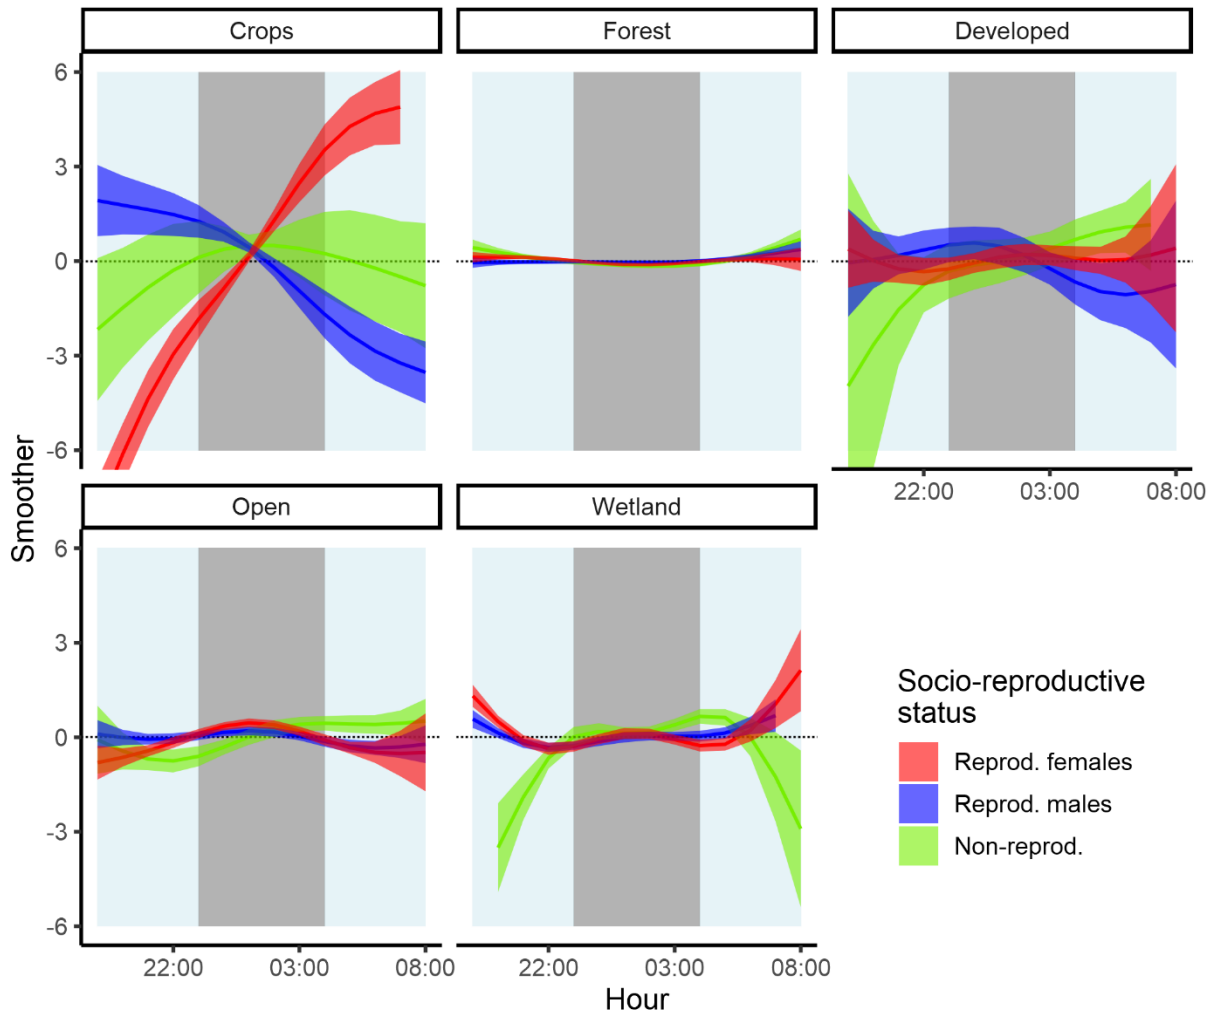 Crops
Forest
Developed
6
3
0
-3
-6
22:00
03:00
08:00
Smoother
Open
Wetland
6
3
0
-3
-6
22:00
03:00
08:00
22:00
03:00
08:00
Hour
Socio-reproductive
status
Reprod. females
Reprod. males
Non-reprod.